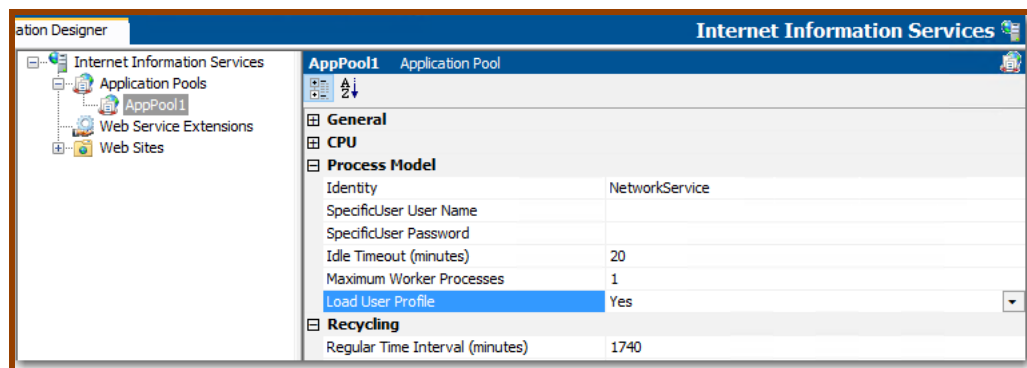 ation Designer
Internet Information Services
Internet Information Services
Application Pools
AppPool1
Web Service Extensions
Web Sites
AppPool1 Application Pool
General
CPU
Process Model
Identity NetworkService
SpecificUser User Name
SpecificUser Password
Idle Timeout (minutes) 20
Maximum Worker Processes 1
Load User Profile Yes
Recycling
Regular Time Interval (minutes) 1740